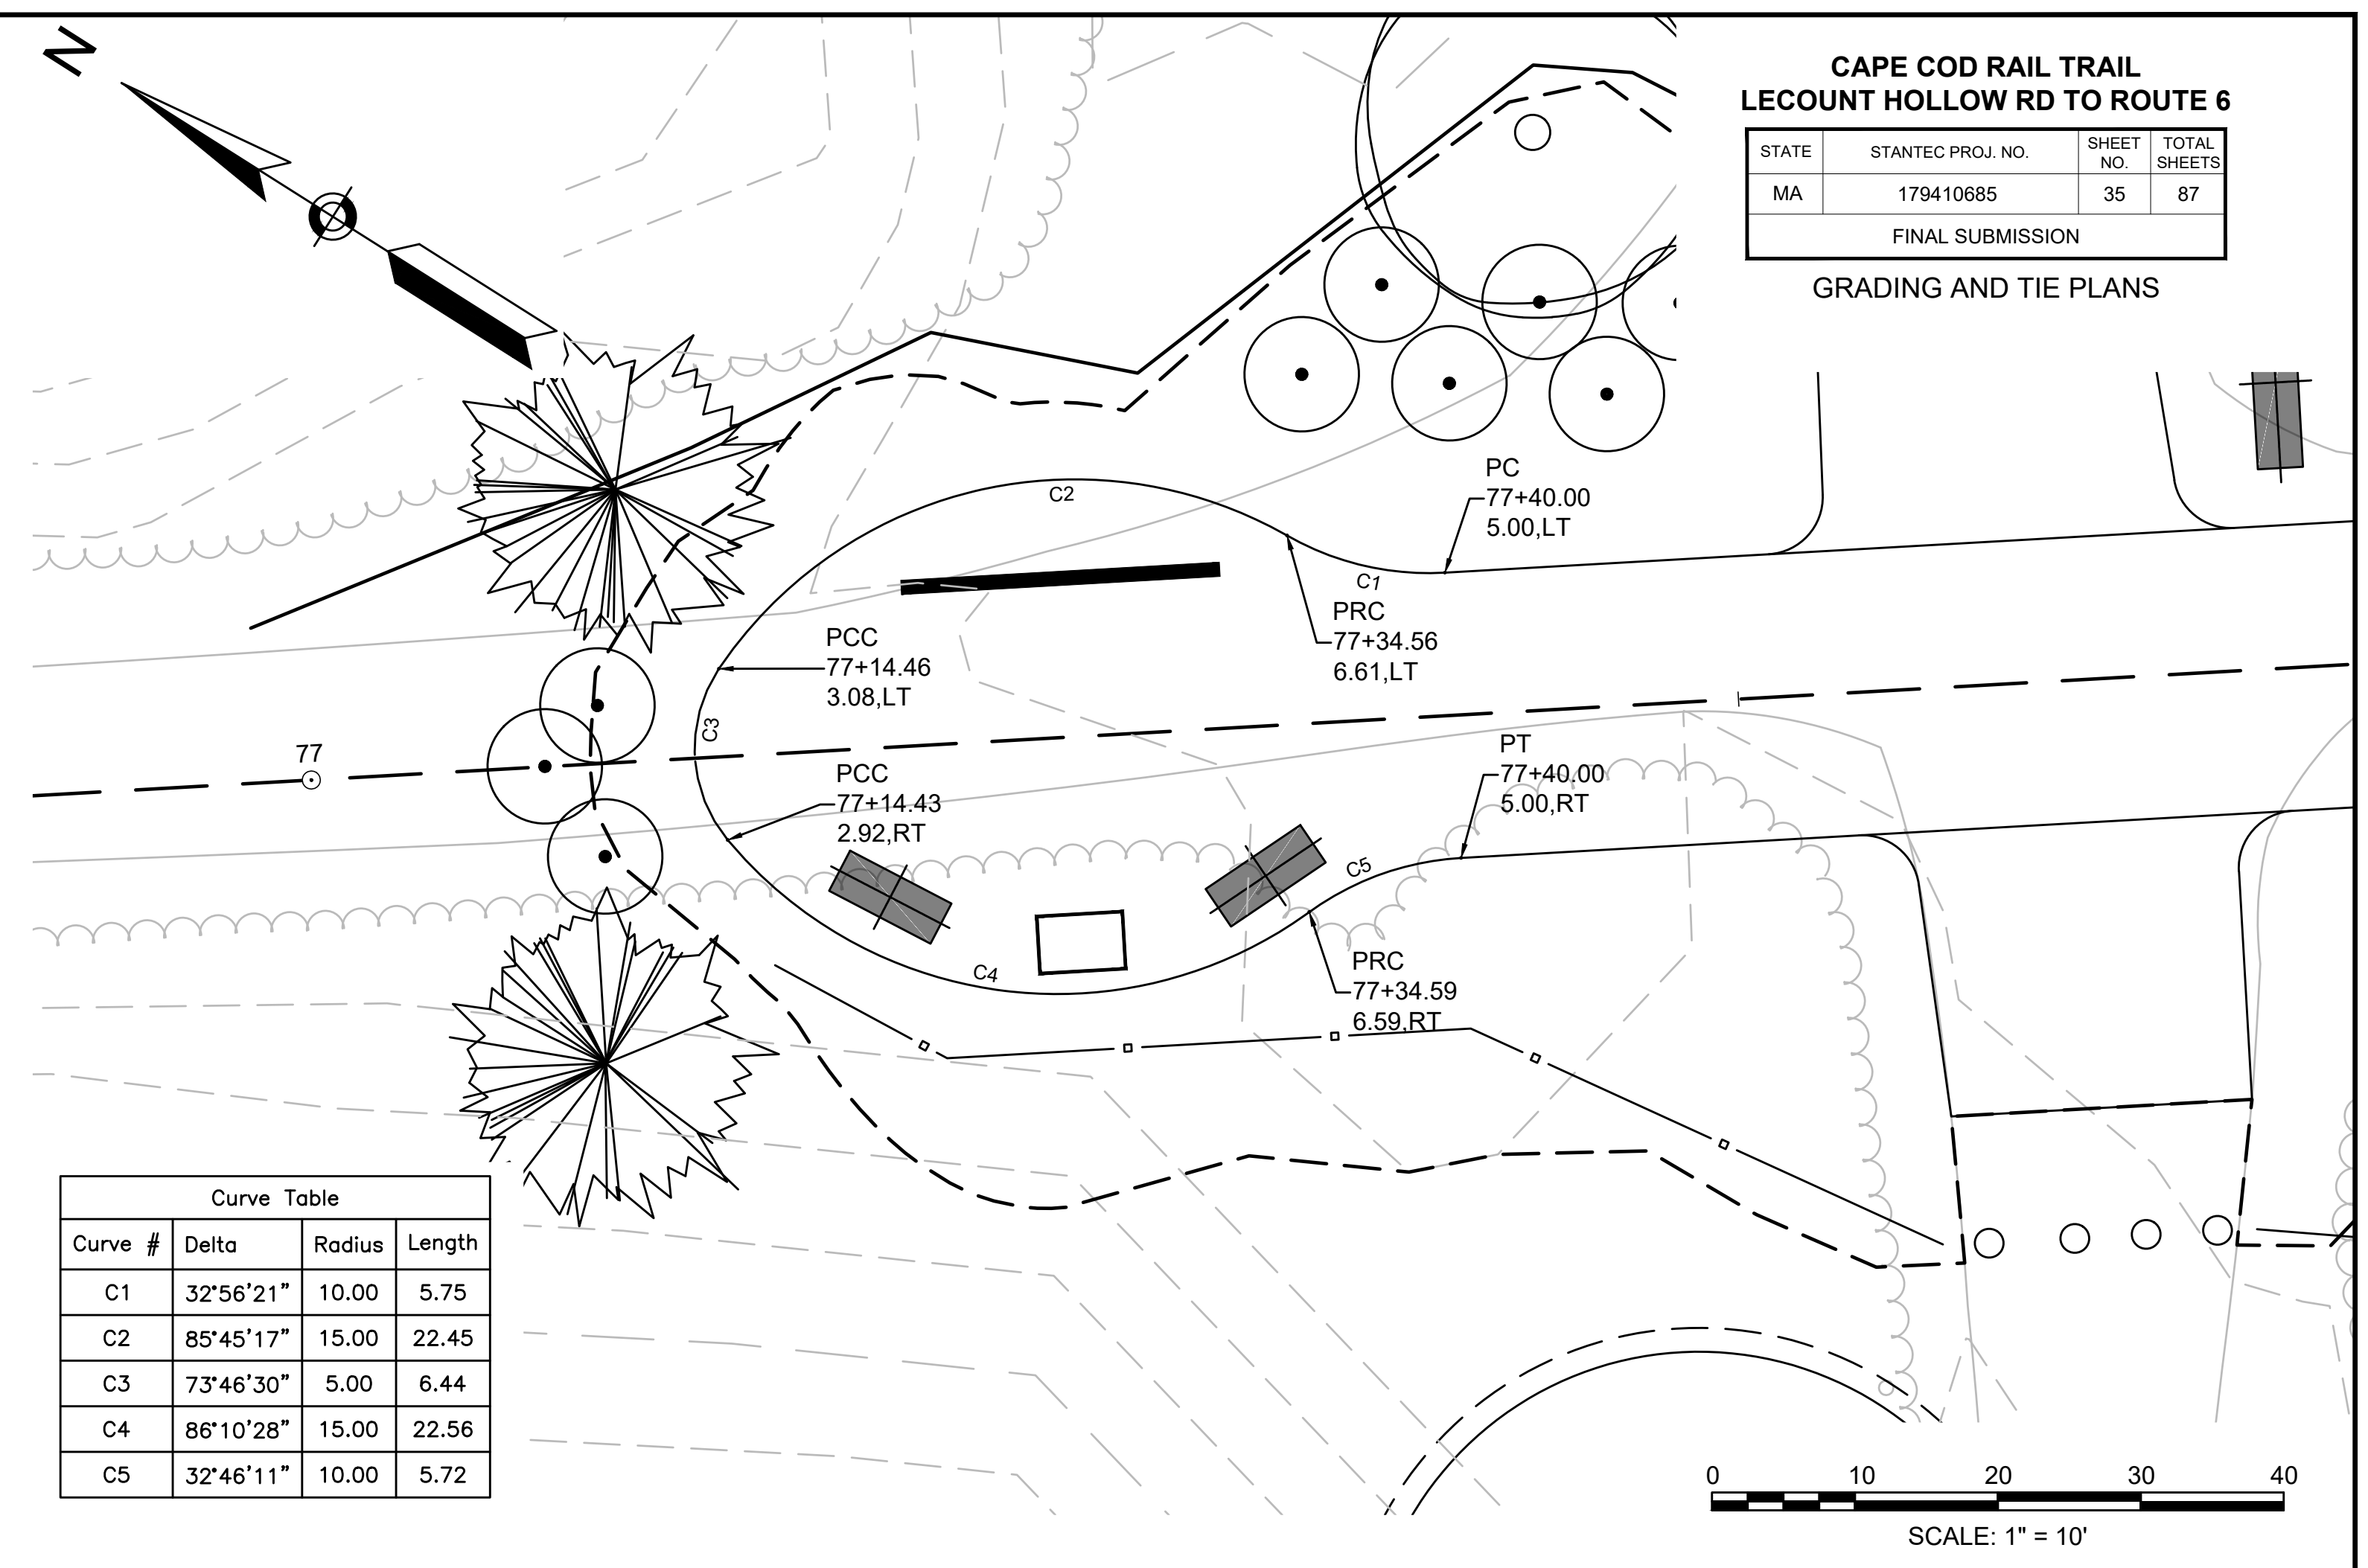 N
CAPE COD RAIL TRAIL
LECOUNT HOLLOW RD TO ROUTE 6
STATE STANTEC PROJ. NO. SHEET NO. TOTAL SHEETS
MA 179410685 35 87
FINAL SUBMISSION
GRADING AND TIE PLANS
PC
77+40.00
5.00,LT
C2
C1
PRC
77+34.56
6.61,LT
PCC
77+14.46
3.08,LT
C3
77
PCC
77+14.43
2.92,RT
PT
77+40.00
5.00,RT
C5
C4
PRC
77+34.59
6.59,RT
Curve Table
Curve # Delta Radius Length
C1 32°56'21" 10.00 5.75
C2 85°45'17" 15.00 22.45
C3 73°46'30" 5.00 6.44
C4 86°10'28" 15.00 22.56
C5 32°46'11" 10.00 5.72
0 10 20 30 40
SCALE: 1" = 10'